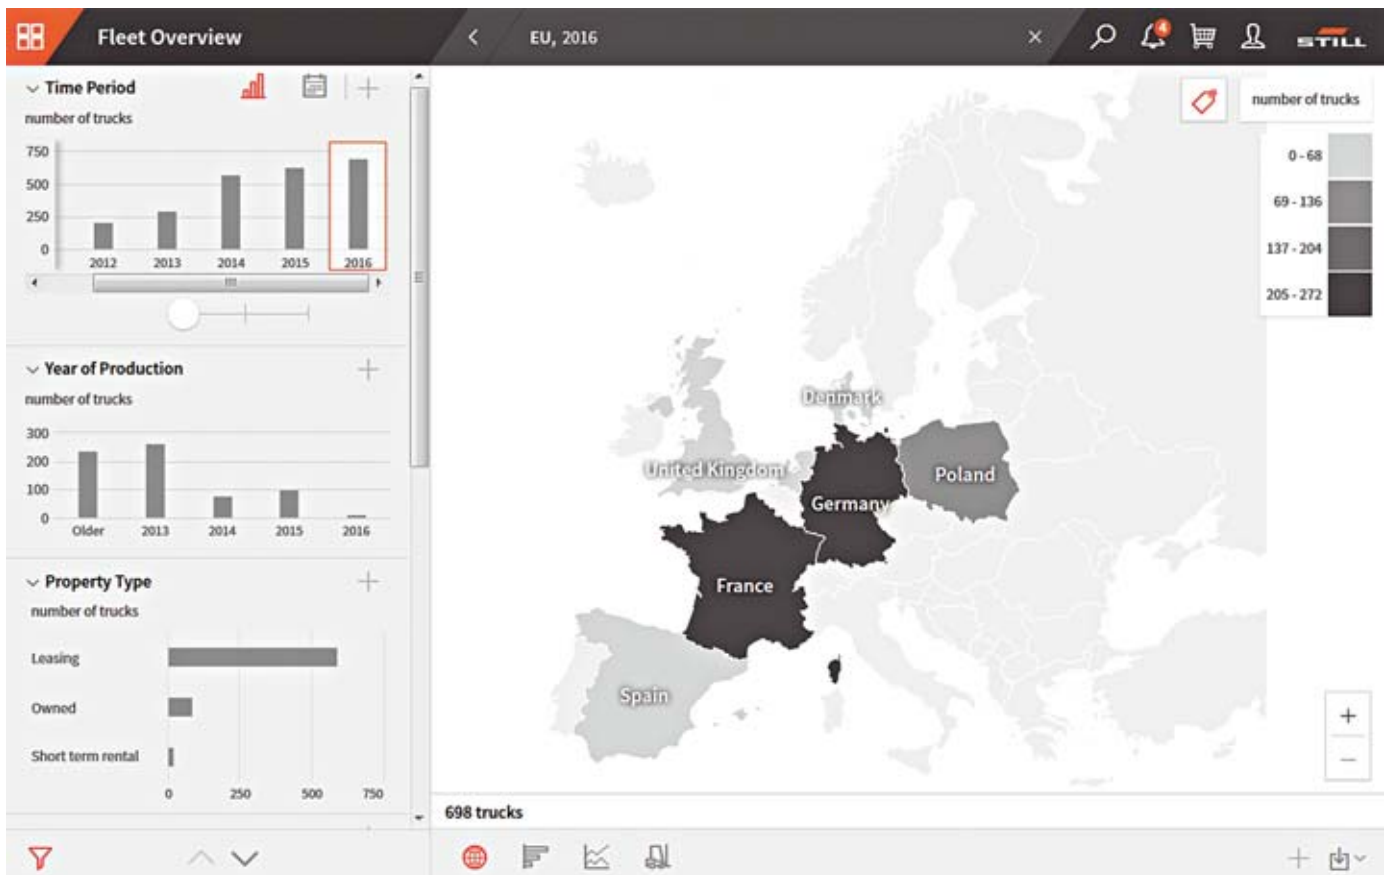 Fleet Overview
EU, 2016
4
STILL
Time Period
number of trucks
750
500
250
0
2012 2013 2014 2015 2016
Year of Production
number of trucks
300
200
100
0
Older 2013 2014 2015 2016
Property Type
number of trucks
Leasing
Owned
Short term rental
0 250 500 750
number of trucks
0 - 68
69 - 136
137 - 204
205 - 272
Denmark
United Kingdom
Poland
Germany
France
Spain
698 trucks